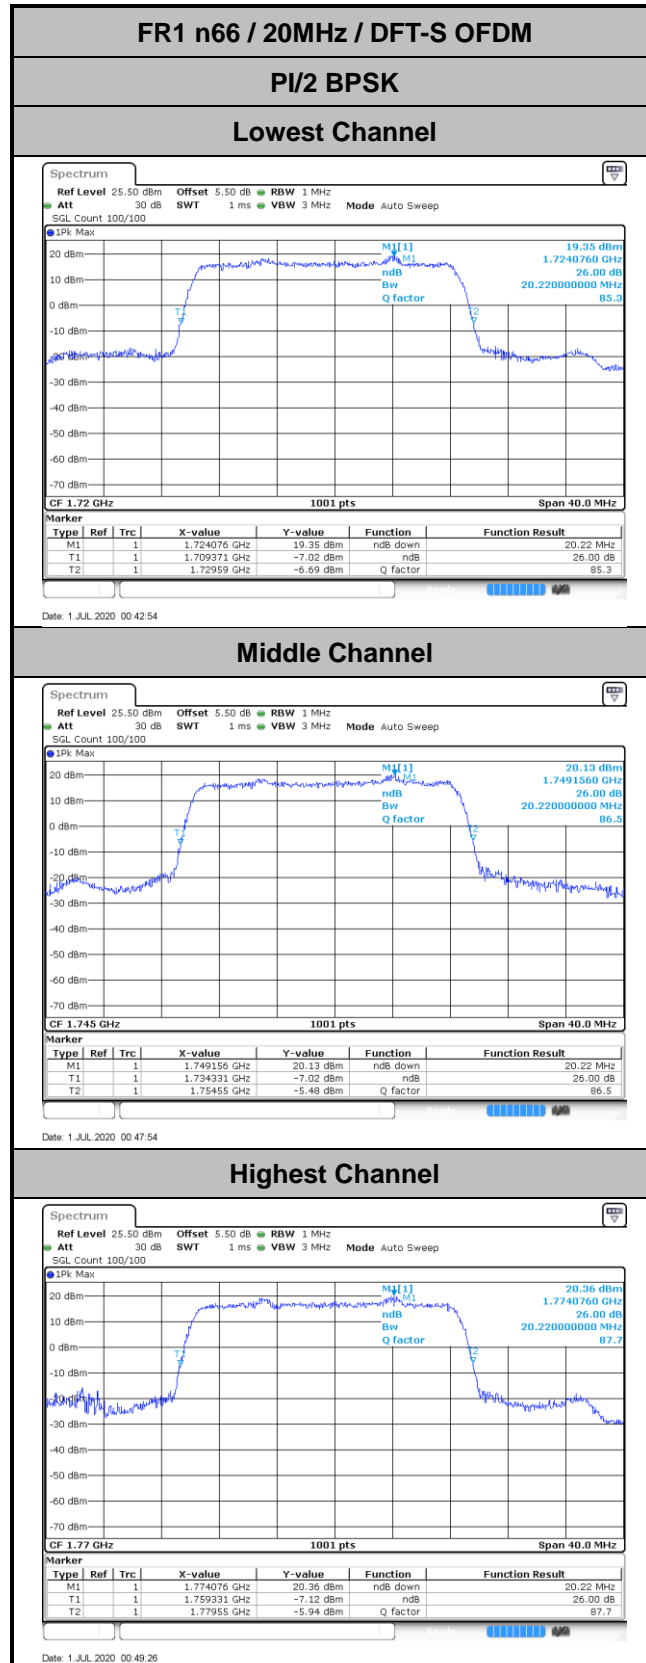 FR1 n66 / 20MHz / DFT-S OFDM
PI/2 BPSK
Lowest Channel
Spectrum
Ref Level 25.50 dBm Offset 5.50 dB RBW 1 MHz
Att 30 dB SWT 1 ms VBW 3 MHz Mode Auto Sweep
SGL Count 100/100
1Pk Max
M1[1] 19.35 dBm
1.7240760 GHz
ndB 26.00 dB
Bw 20.220000000 MHz
Q factor 85.3
M1
T1
T2
20 dBm
10 dBm
0 dBm
-10 dBm
-20 dBm
-30 dBm
-40 dBm
-50 dBm
-60 dBm
-70 dBm
CF 1.72 GHz 1001 pts Span 40.0 MHz
Marker
Type Ref Trc X-value Y-value Function Function Result
M1 1 1.724076 GHz 19.35 dBm ndB down 20.22 MHz
T1 1 1.709371 GHz -7.02 dBm ndB 26.00 dB
T2 1 1.72959 GHz -6.69 dBm Q factor 85.3
Date: 1.JUL.2020 00:42:54
Middle Channel
Spectrum
Ref Level 25.50 dBm Offset 5.50 dB RBW 1 MHz
Att 30 dB SWT 1 ms VBW 3 MHz Mode Auto Sweep
SGL Count 100/100
1Pk Max
M1[1] 20.13 dBm
1.7491560 GHz
ndB 26.00 dB
Bw 20.220000000 MHz
Q factor 86.5
M1
T1
T2
20 dBm
10 dBm
0 dBm
-10 dBm
-20 dBm
-30 dBm
-40 dBm
-50 dBm
-60 dBm
-70 dBm
CF 1.745 GHz 1001 pts Span 40.0 MHz
Marker
Type Ref Trc X-value Y-value Function Function Result
M1 1 1.749156 GHz 20.13 dBm ndB down 20.22 MHz
T1 1 1.734331 GHz -7.02 dBm ndB 26.00 dB
T2 1 1.75455 GHz -5.48 dBm Q factor 86.5
Date: 1.JUL.2020 00:47:54
Highest Channel
Spectrum
Ref Level 25.50 dBm Offset 5.50 dB RBW 1 MHz
Att 30 dB SWT 1 ms VBW 3 MHz Mode Auto Sweep
SGL Count 100/100
1Pk Max
M1[1] 20.36 dBm
1.7740760 GHz
ndB 26.00 dB
Bw 20.220000000 MHz
Q factor 87.7
M1
T1
T2
20 dBm
10 dBm
0 dBm
-10 dBm
-20 dBm
-30 dBm
-40 dBm
-50 dBm
-60 dBm
-70 dBm
CF 1.77 GHz 1001 pts Span 40.0 MHz
Marker
Type Ref Trc X-value Y-value Function Function Result
M1 1 1.774076 GHz 20.36 dBm ndB down 20.22 MHz
T1 1 1.759331 GHz -7.12 dBm ndB 26.00 dB
T2 1 1.77955 GHz -5.94 dBm Q factor 87.7
Date: 1.JUL.2020 00:49:26